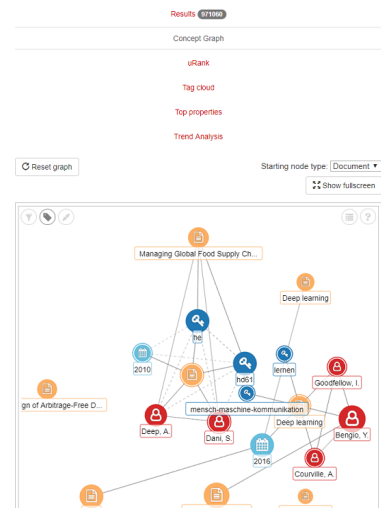 Results 971060
Concept Graph
uRank
Tag cloud
Top properties
Trend Analysis
Reset graph
Starting node type: Document
Show fullscreen
Managing Global Food Supply Ch...
Deep learning
he
2010
lernen
hd61
Goodfellow, I.
gn of Arbitrage-Free D...
mensch-maschine-kommunikation
Deep, A.
Dani, S.
Deep learning
Bengio, Y.
2016
Courville, A.